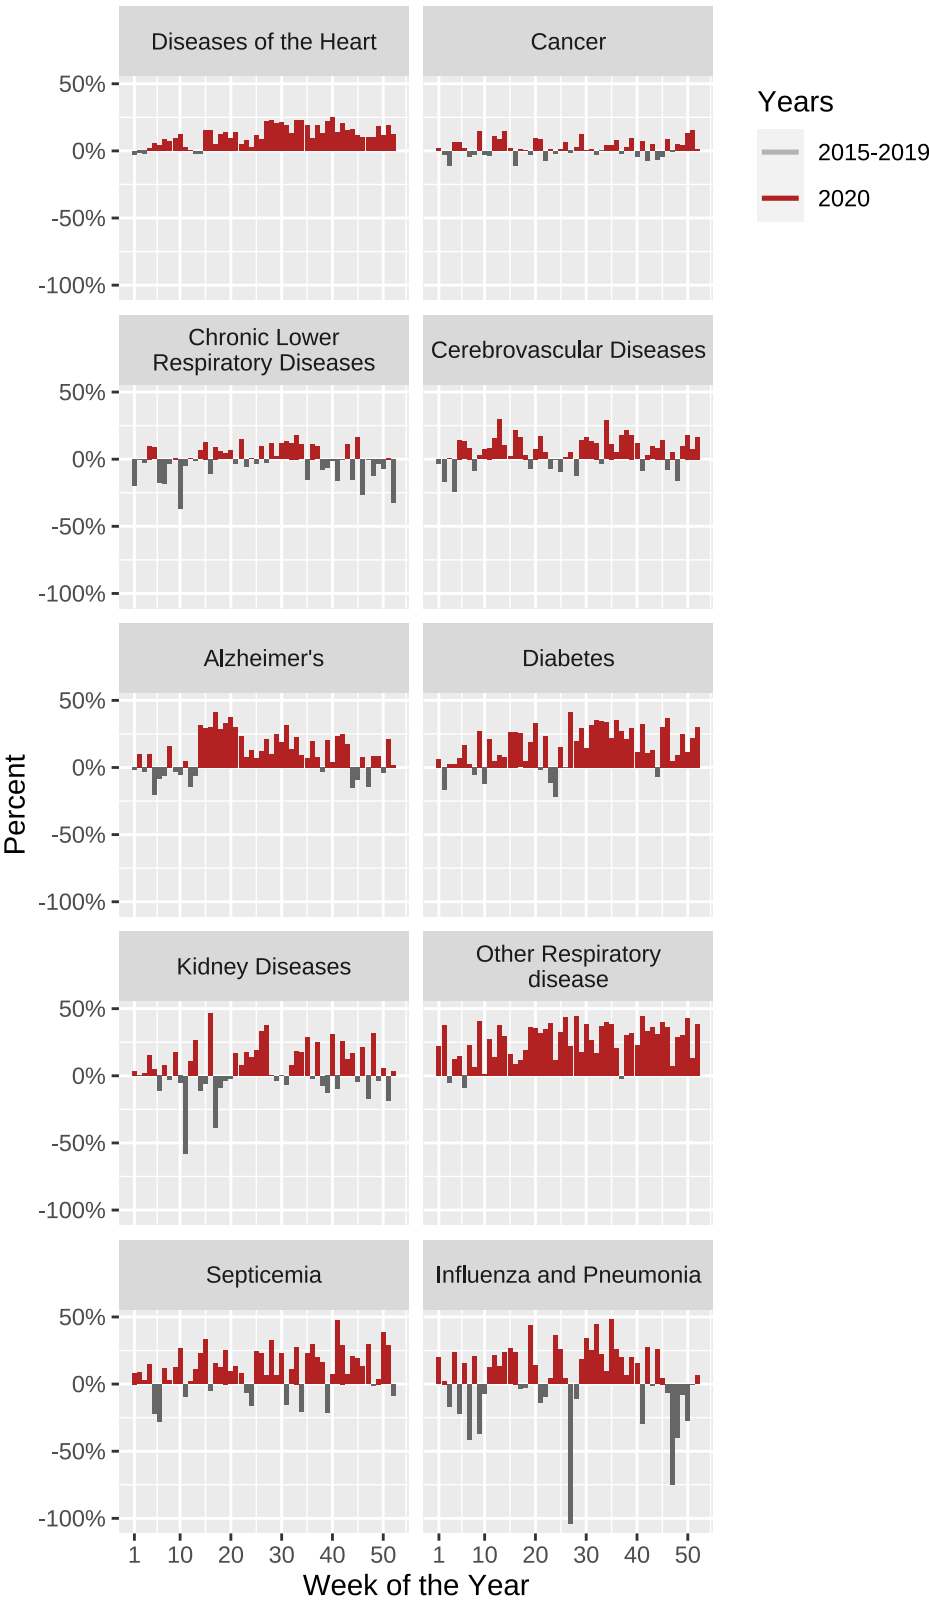 Diseases of the Heart
Cancer
50%
0%
-50%
-100%
Years
2015-2019
2020
Chronic Lower
Respiratory Diseases
Cerebrovascular Diseases
50%
0%
-50%
-100%
Alzheimer's
Diabetes
50%
0%
-50%
-100%
Percent
Kidney Diseases
Other Respiratory
disease
50%
0%
-50%
-100%
Septicemia
Influenza and Pneumonia
50%
0%
-50%
-100%
1 10 20 30 40 50
1 10 20 30 40 50
Week of the Year